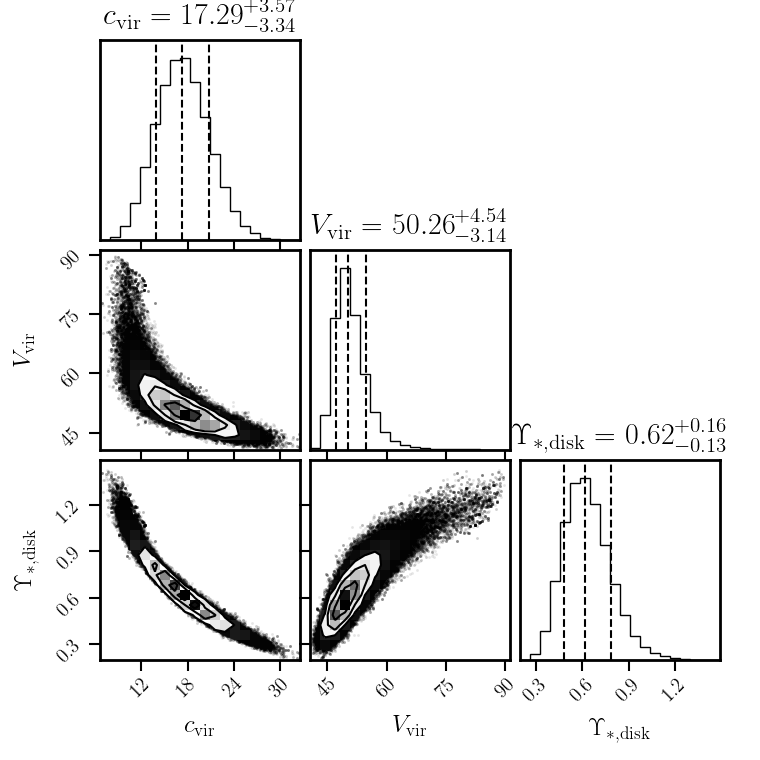 c_vir = 17.29 +3.57 −3.34
V_vir = 50.26 +4.54 −3.14
90
75
60
45
V_vir
ϒ_*,disk = 0.62 +0.16 −0.13
1.2
0.9
0.6
0.3
ϒ_*,disk
12 18 24 30 45 60 75 90 0.3 0.6 0.9 1.2
c_vir V_vir ϒ_*,disk